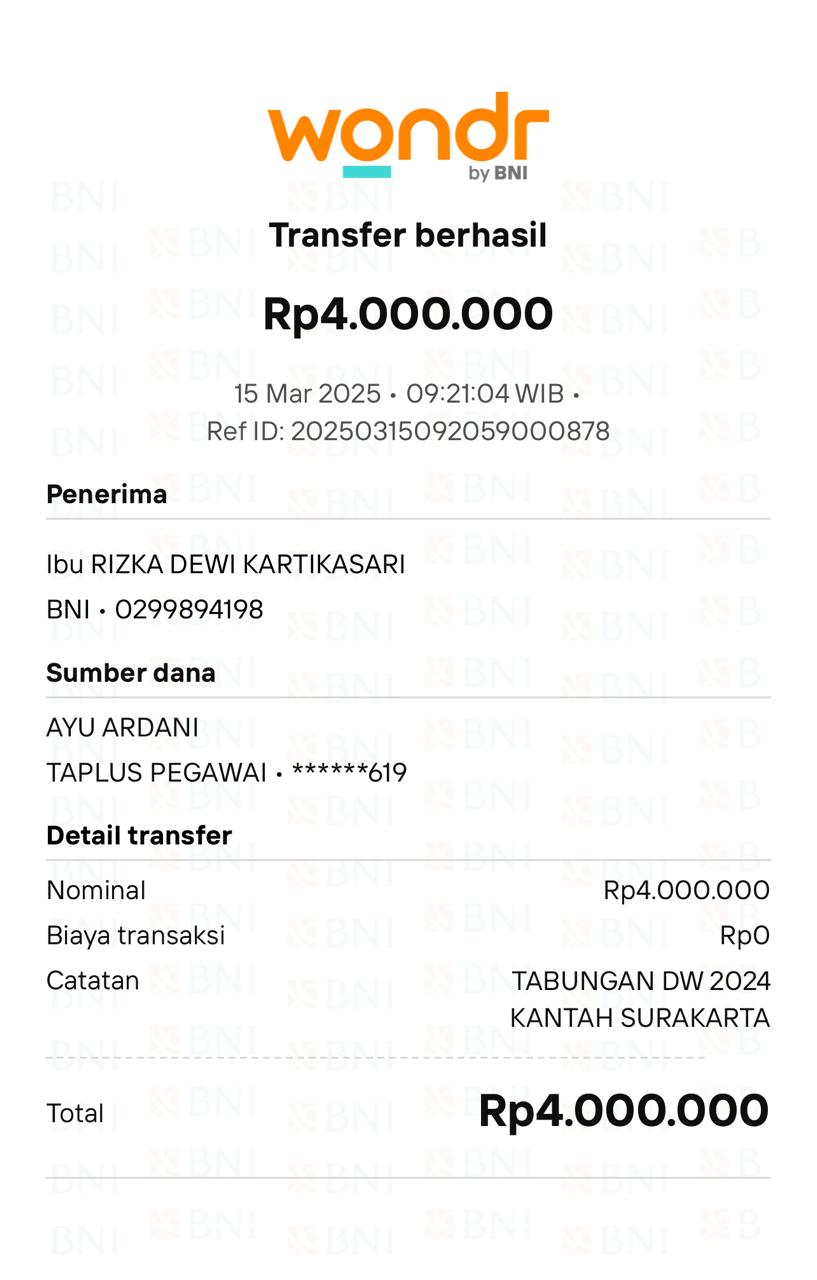 wondr
by BNI
Transfer berhasil
Rp4.000.000
15 Mar 2025 • 09:21:04 WIB •
Ref ID: 20250315092059000878
Penerima
Ibu RIZKA DEWI KARTIKASARI
BNI • 0299894198
Sumber dana
AYU ARDANI
TAPLUS PEGAWAI • ******619
Detail transfer
Nominal Rp4.000.000
Biaya transaksi Rp0
Catatan TABUNGAN DW 2024
KANTAH SURAKARTA
Total Rp4.000.000